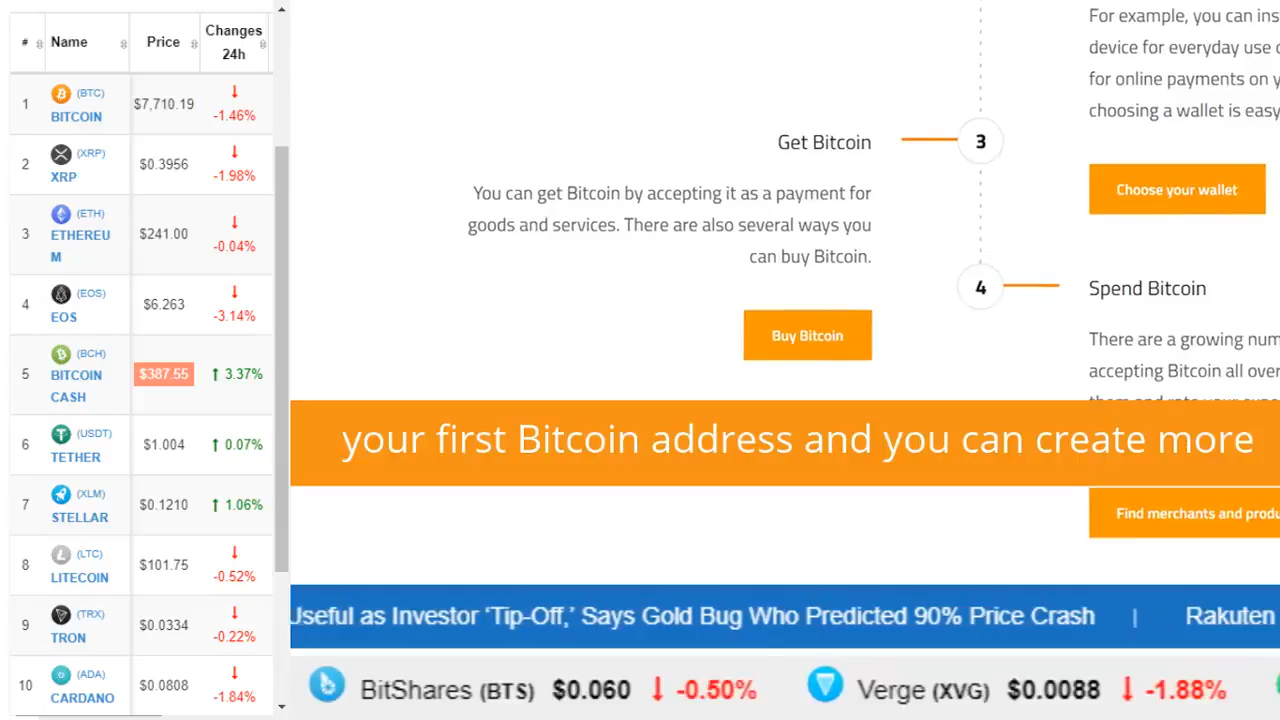 # Name Price Changes
24h
1 (BTC) BITCOIN $7,710.19 -1.46%
2 (XRP) XRP $0.3956 -1.98%
3 (ETH) ETHEREU
M $241.00 -0.04%
4 (EOS) EOS $6.263 -3.14%
5 (BCH) BITCOIN
CASH $387.55 3.37%
6 (USDT) TETHER $1.004 0.07%
7 (XLM) STELLAR $0.1210 1.06%
8 (LTC) LITECOIN $101.75 -0.52%
9 (TRX) TRON $0.0334 -0.22%
10 (ADA) CARDANO $0.0808 -1.84%
For example, you can ins
device for everyday use
for online payments on y
choosing a wallet is easy
Choose your wallet
3
Get Bitcoin
You can get Bitcoin by accepting it as a payment for
goods and services. There are also several ways you
can buy Bitcoin.
Buy Bitcoin
4
Spend Bitcoin
There are a growing num
accepting Bitcoin all over
your first Bitcoin address and you can create more
Find merchants and produ
Useful as Investor ‘Tip-Off,’ Says Gold Bug Who Predicted 90% Price Crash | Rakuten
BitShares (BTS) $0.060 -0.50% Verge (XVG) $0.0088 -1.88%